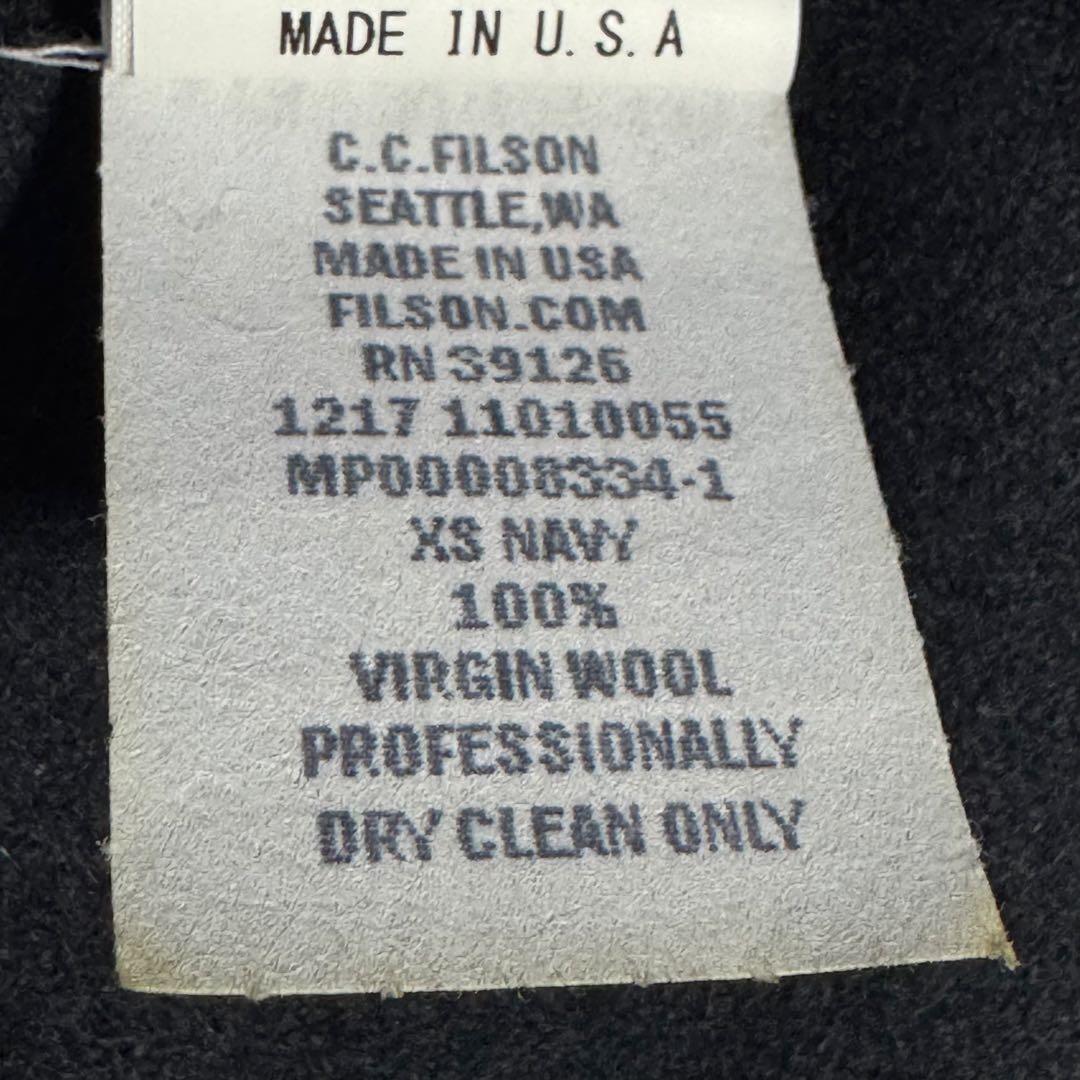 MADE IN U.S.A
C.C.FILSON
SEATTLE,WA
MADE IN USA
FILSON.COM
RN 39126
1217 11010055
MP00008334-1
XS NAVY
100%
VIRGIN WOOL
PROFESSIONALLY
DRY CLEAN ONLY